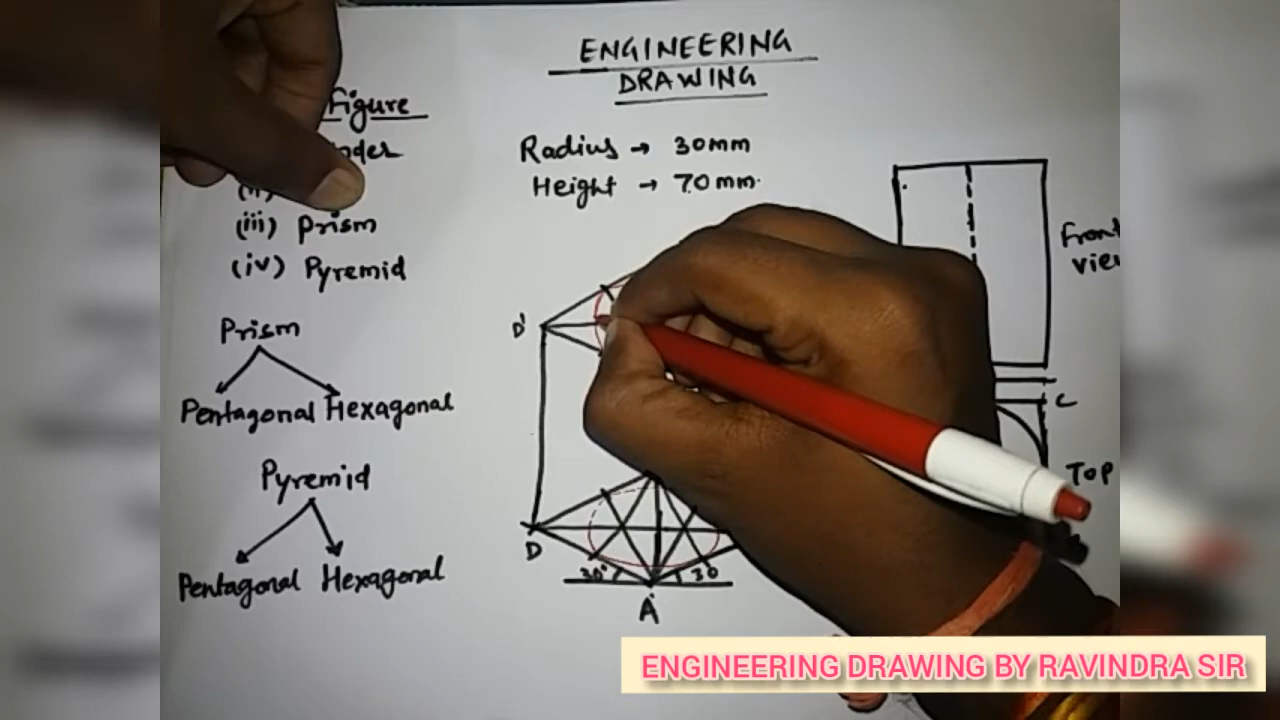 ENGINEERING
DRAWING
Figure
Radius → 30mm
Height → 70mm.
(iii) Prism
(iv) Pyremid
Prism
Pentagonal Hexagonal
Pyremid
Pentagonal Hexagonal
D'
D
30°
30
A
C
Top
ENGINEERING DRAWING BY RAVINDRA SIR